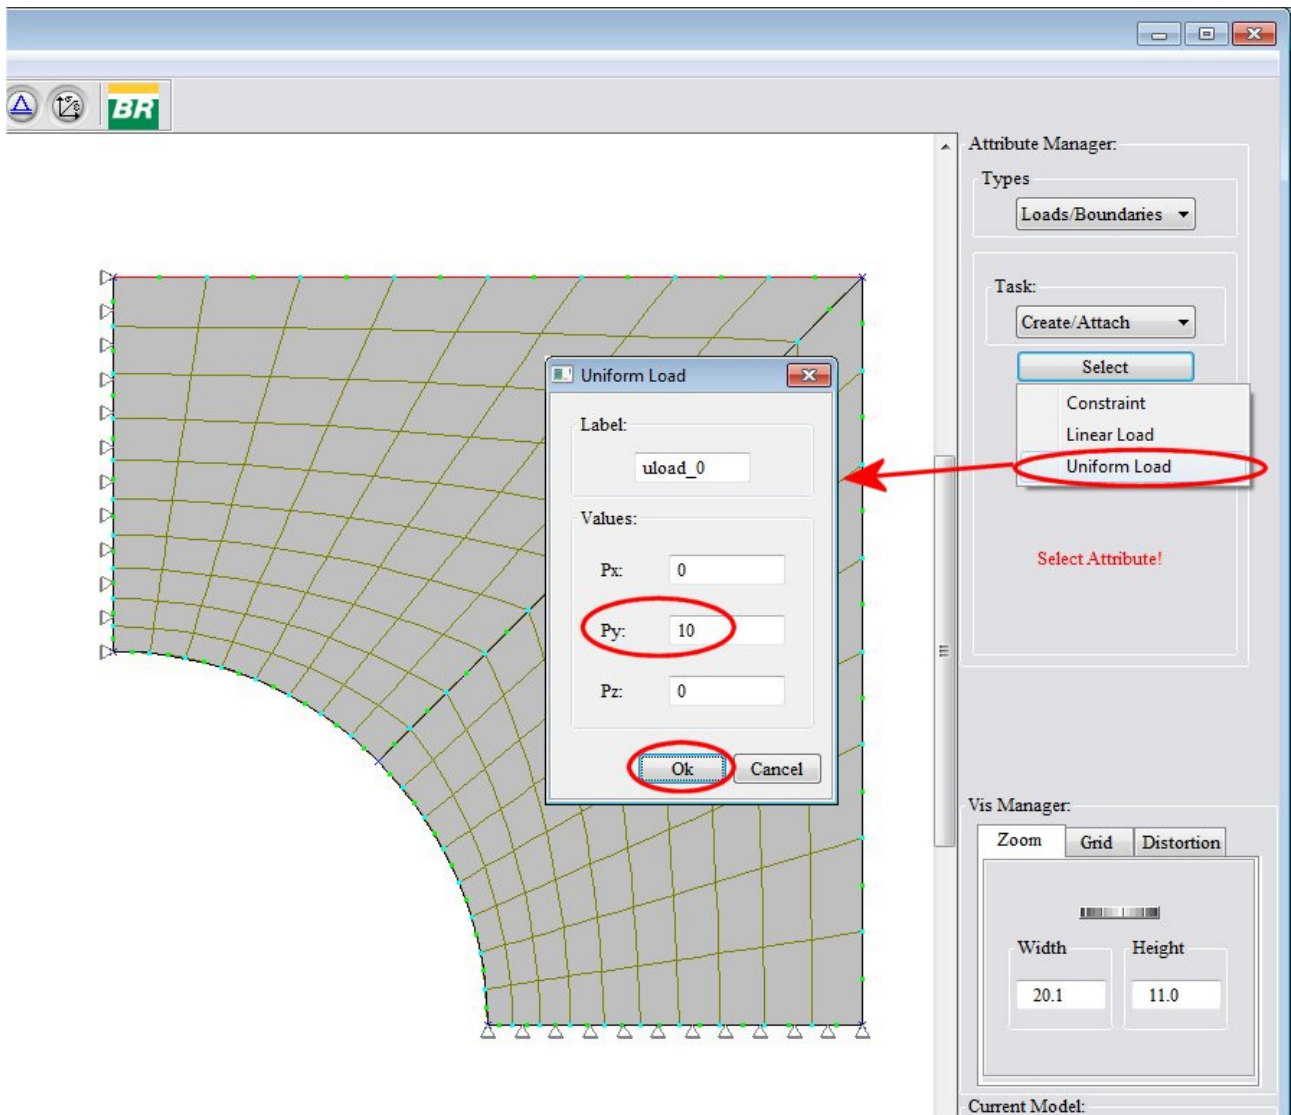 BR
Attribute Manager:
Types
Loads/Boundaries
Task:
Create/Attach
Select
Constraint
Linear Load
Uniform Load
Select Attribute!
Uniform Load
Label:
uload_0
Values:
Px: 0
Py: 10
Pz: 0
Ok Cancel
Vis Manager:
Zoom Grid Distortion
Width Height
20.1 11.0
Current Model: